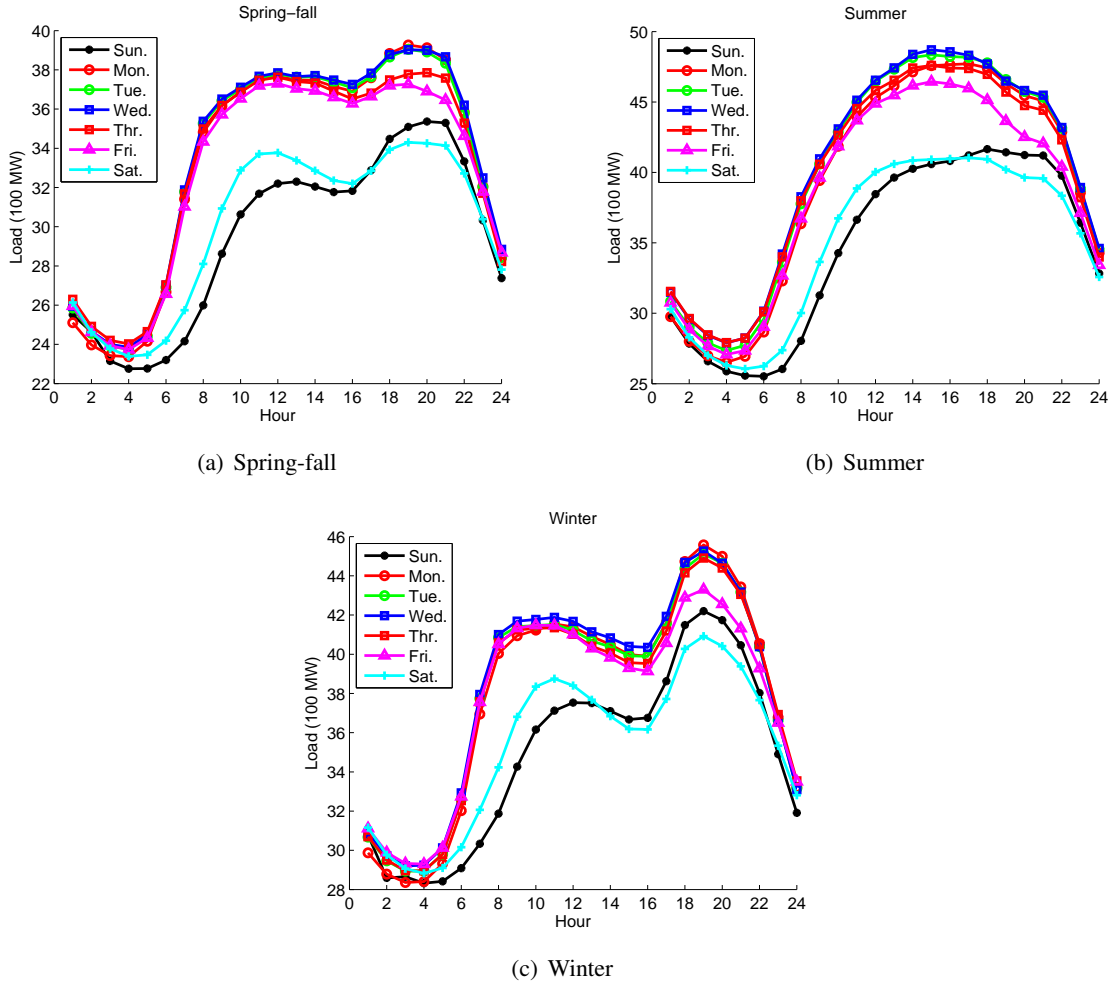 Spring-fall
40
38
36
34
32
30
28
26
24
22
Load (100 MW)
Sun.
Mon.
Tue.
Wed.
Thr.
Fri.
Sat.
0 2 4 6 8 10 12 14 16 18 20 22 24
Hour
(a) Spring-fall
Summer
50
45
40
35
30
25
Load (100 MW)
Sun.
Mon.
Tue.
Wed.
Thr.
Fri.
Sat.
0 2 4 6 8 10 12 14 16 18 20 22 24
Hour
(b) Summer
Winter
46
44
42
40
38
36
34
32
30
28
Load (100 MW)
Sun.
Mon.
Tue.
Wed.
Thr.
Fri.
Sat.
0 2 4 6 8 10 12 14 16 18 20 22 24
Hour
(c) Winter